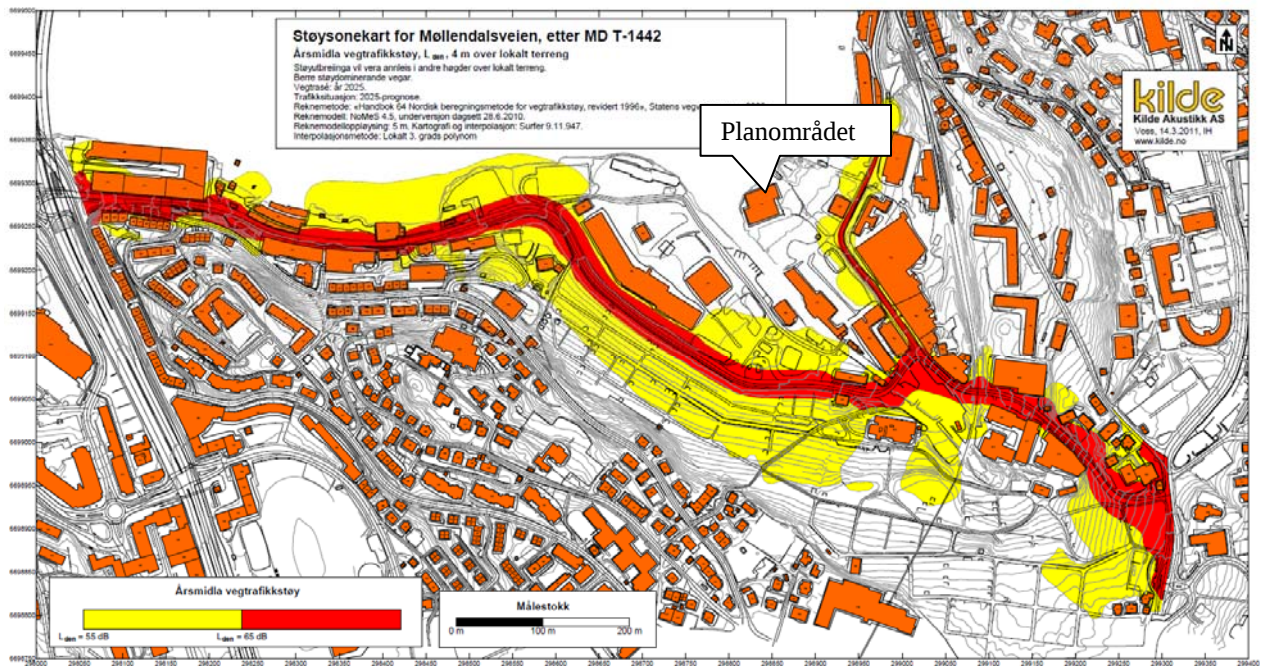 Støysonekart for Møllendalsveien, etter MD T-1442
Årsmidla vegtrafikkstøy, L den, 4 m over lokalt terreng
Støyutbreiinga vil vera annleis i andre høgder over lokalt terreng.
Berre støydominerande vegar.
Vegtrasé: år 2025.
Trafikksituasjon: 2025-prognose.
Reknemetode: «Handbok 64 Nordisk beregningsmetode for vegtrafikkstøy, revidert 1996», Statens
Reknemodell: NoMeS 4.5, underversjon dagsett 28.6.2010.
Reknemodelloppløysing: 5 m. Kartografi og interpolasjon: Surfer 9.11.947.
Interpolasjonsmetode: Lokalt 3. grads polynom
N
kilde
Kilde Akustikk AS
Voss, 14.3.2011, IH
www.kilde.no
Planområdet
Årsmidla vegtrafikkstøy
L den = 55 dB
L den = 65 dB
Målestokk
0 m 100 m 200 m